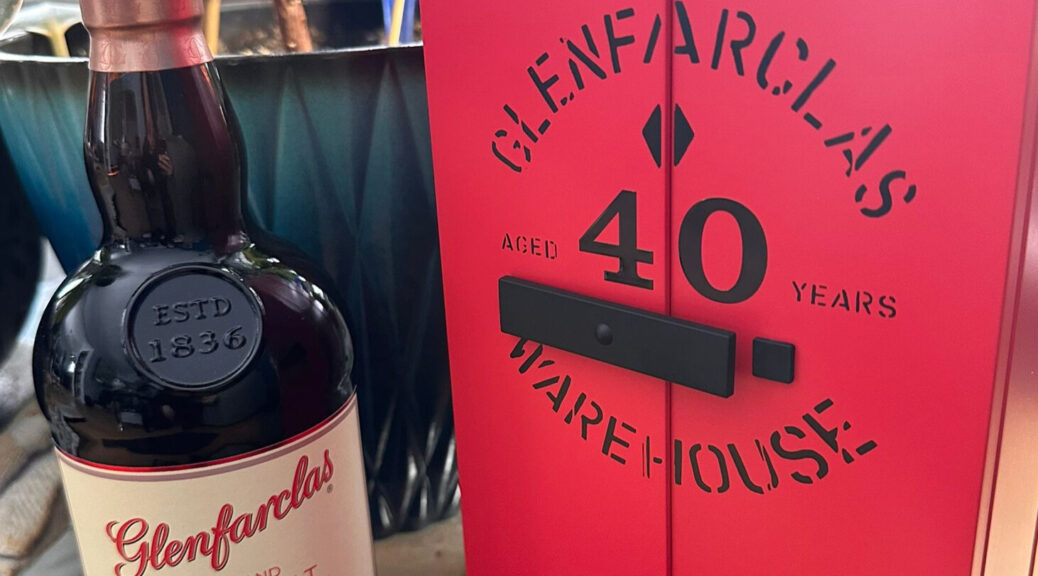 ESTD
1836
Glenfarclas®
GLENFARCLAS
AGED 40 YEARS
WAREHOUSE